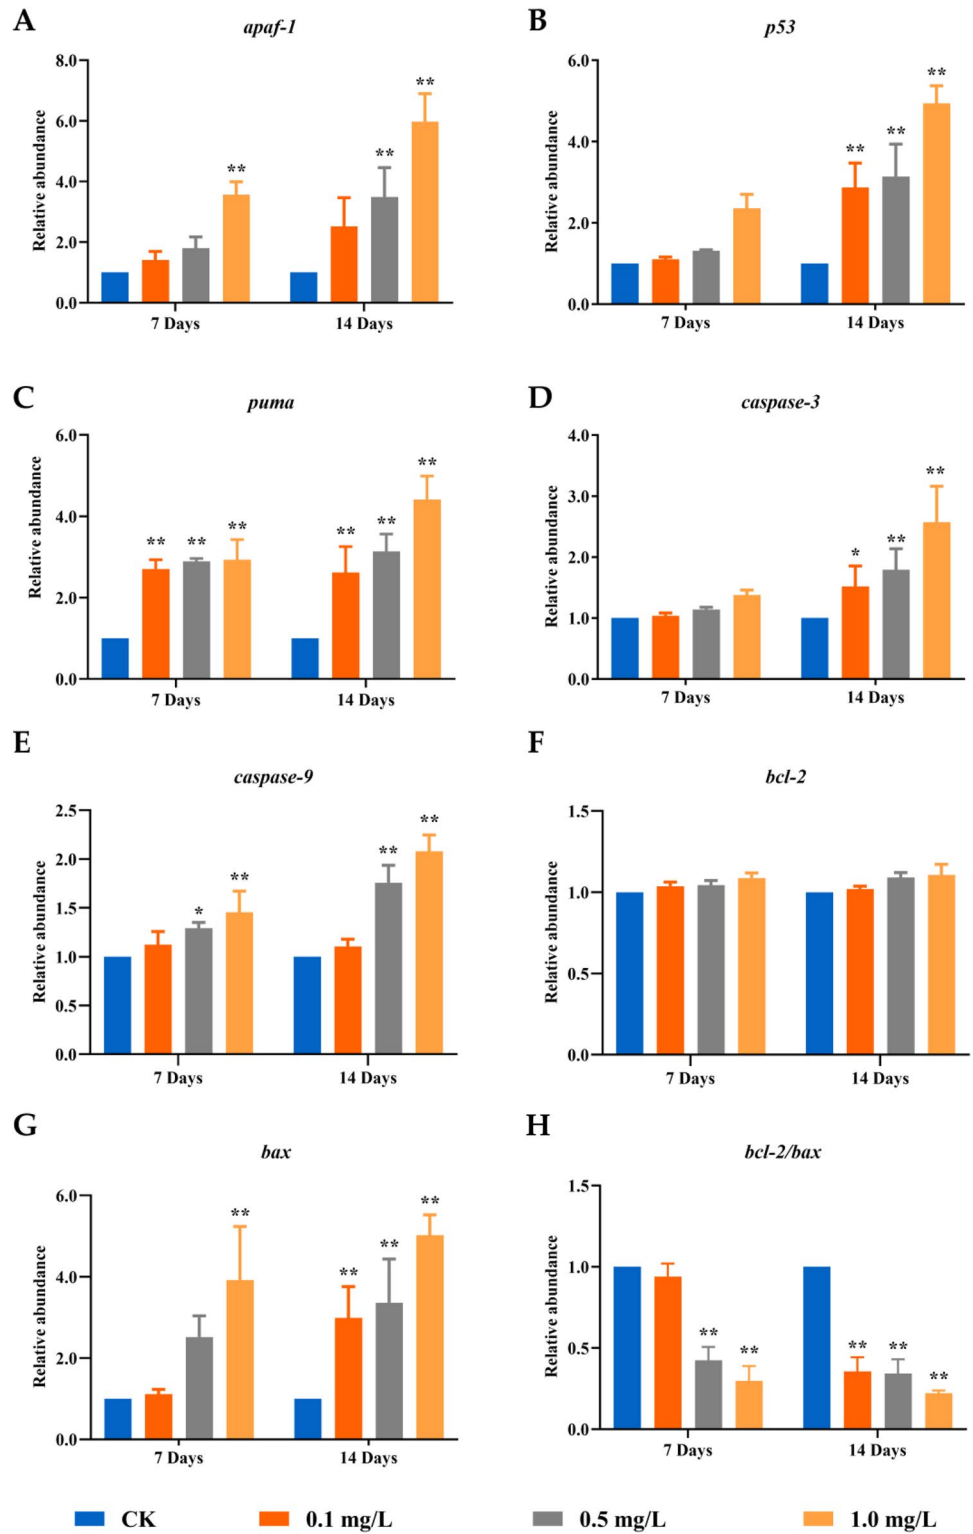 A
apaf-1
8.0
6.0
4.0
2.0
0.0
Relative abundance
**
**
**
7 Days
14 Days
B
p53
6.0
4.0
2.0
0.0
Relative abundance
**
**
**
7 Days
14 Days
C
puma
6.0
4.0
2.0
0.0
Relative abundance
**
**
**
**
**
**
7 Days
14 Days
D
caspase-3
4.0
3.0
2.0
1.0
0.0
Relative abundance
*
**
**
7 Days
14 Days
E
caspase-9
2.5
2.0
1.5
1.0
0.5
0.0
Relative abundance
*
**
**
**
7 Days
14 Days
F
bcl-2
1.5
1.0
0.5
0.0
Relative abundance
7 Days
14 Days
G
bax
6.0
4.0
2.0
0.0
Relative abundance
**
**
**
**
7 Days
14 Days
H
bcl-2/bax
1.5
1.0
0.5
0.0
Relative abundance
**
**
**
**
**
7 Days
14 Days
CK
0.1 mg/L
0.5 mg/L
1.0 mg/L